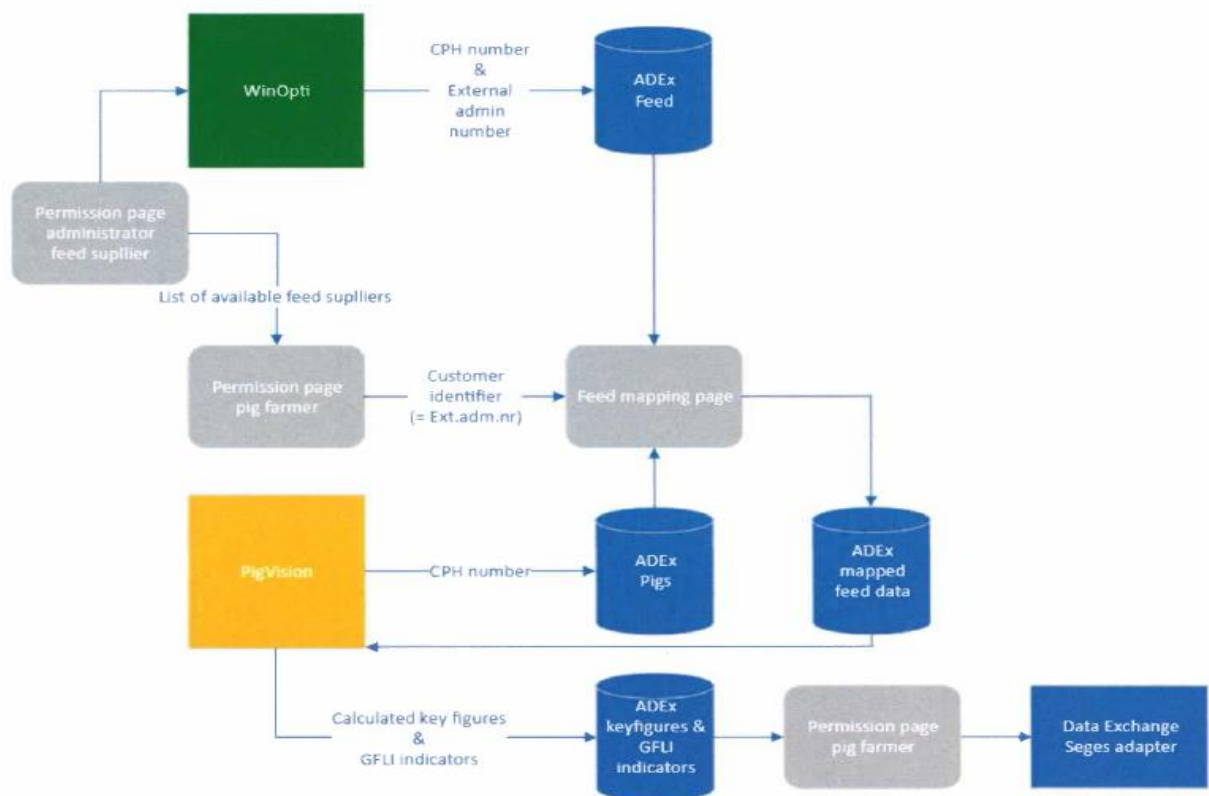 WinOpti
CPH number
&
External
admin
number
ADEx
Feed
Permission page
administrator
feed supllier
List of available feed suplliers
Permission page
pig farmer
Customer
identifier
(= Ext.adm.nr)
Feed mapping page
PigVision
CPH number
ADEx
Pigs
ADEx
mapped
feed data
Calculated key figures
&
GFLI indicators
ADEx
keyfigures &
GFLI
indicators
Permission page
pig farmer
Data Exchange
Seges adapter